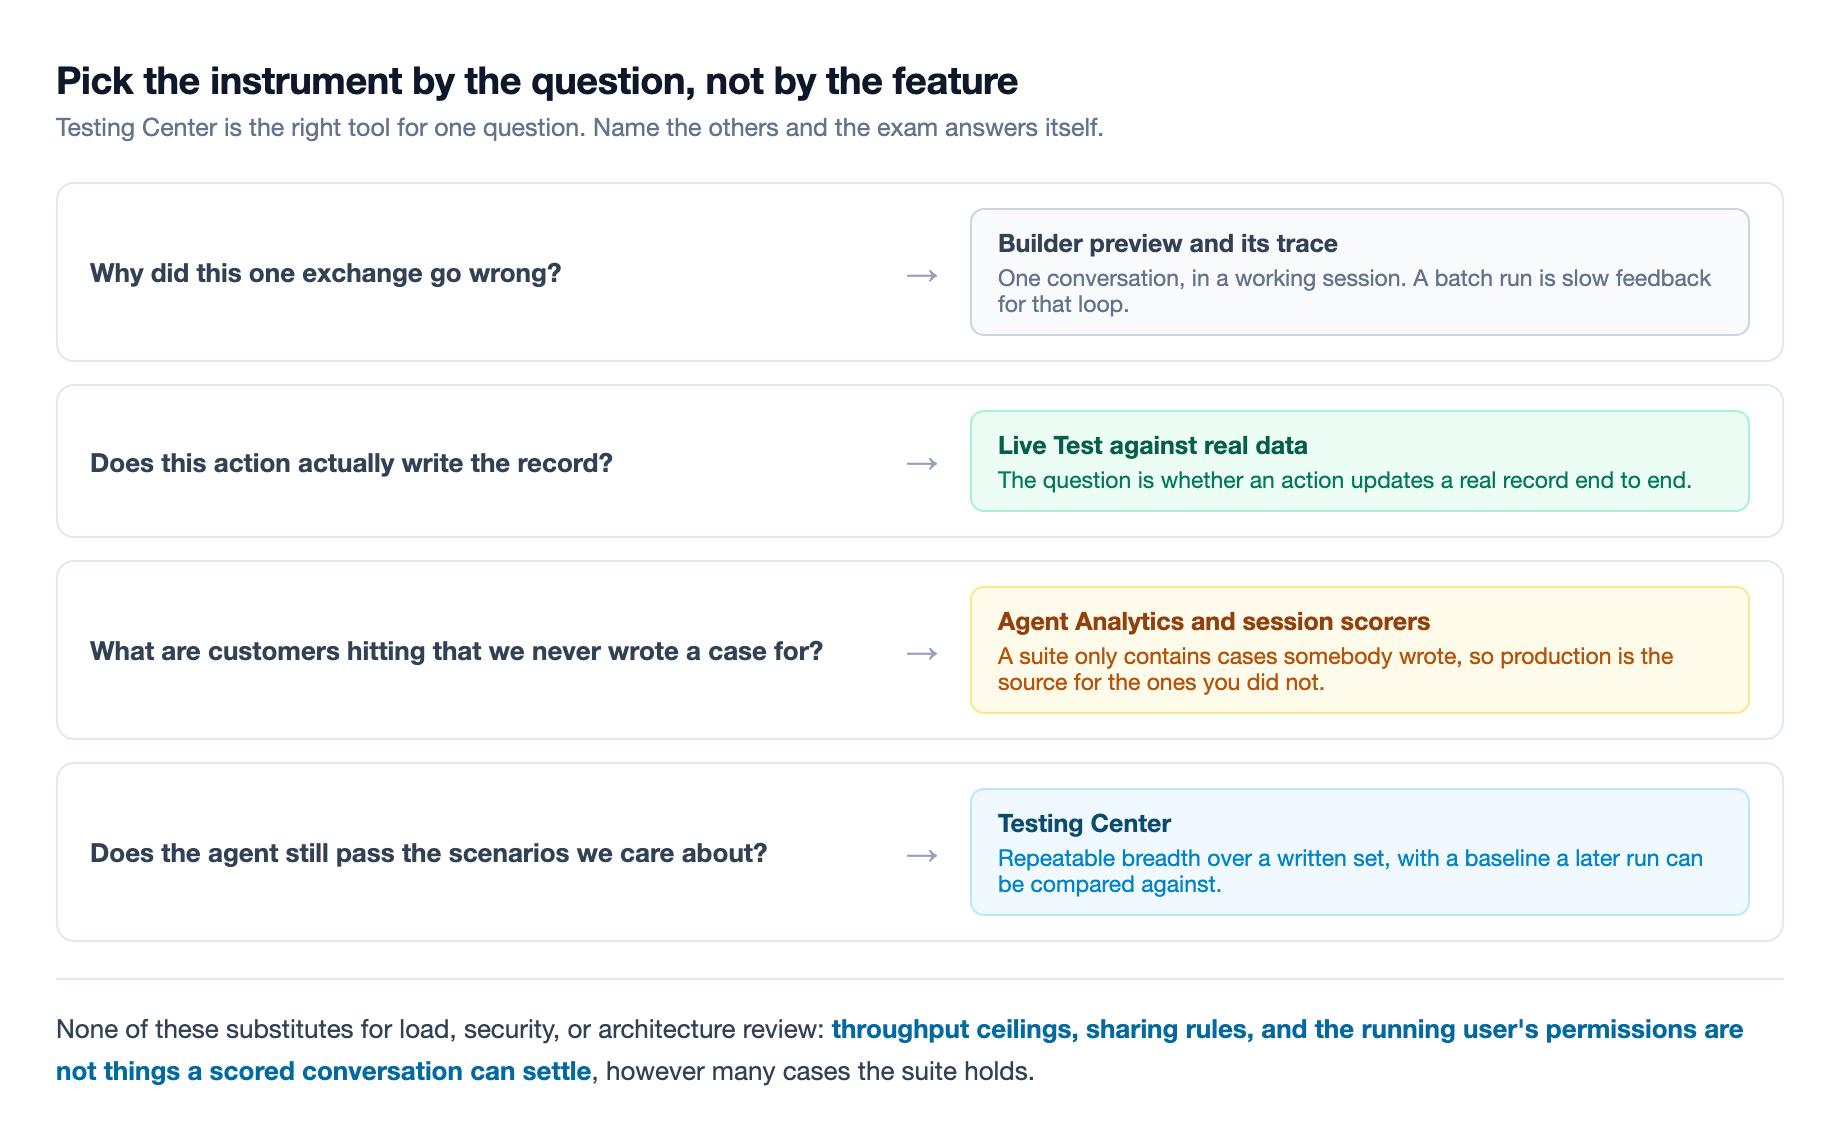 Pick the instrument by the question, not by the feature
Testing Center is the right tool for one question. Name the others and the exam answers itself.
Why did this one exchange go wrong?
→
Builder preview and its trace
One conversation, in a working session. A batch run is slow feedback
for that loop.
Does this action actually write the record?
→
Live Test against real data
The question is whether an action updates a real record end to end.
What are customers hitting that we never wrote a case for?
→
Agent Analytics and session scorers
A suite only contains cases somebody wrote, so production is the
source for the ones you did not.
Does the agent still pass the scenarios we care about?
→
Testing Center
Repeatable breadth over a written set, with a baseline a later run can
be compared against.
None of these substitutes for load, security, or architecture review: throughput ceilings, sharing rules, and the running user's permissions are
not things a scored conversation can settle, however many cases the suite holds.